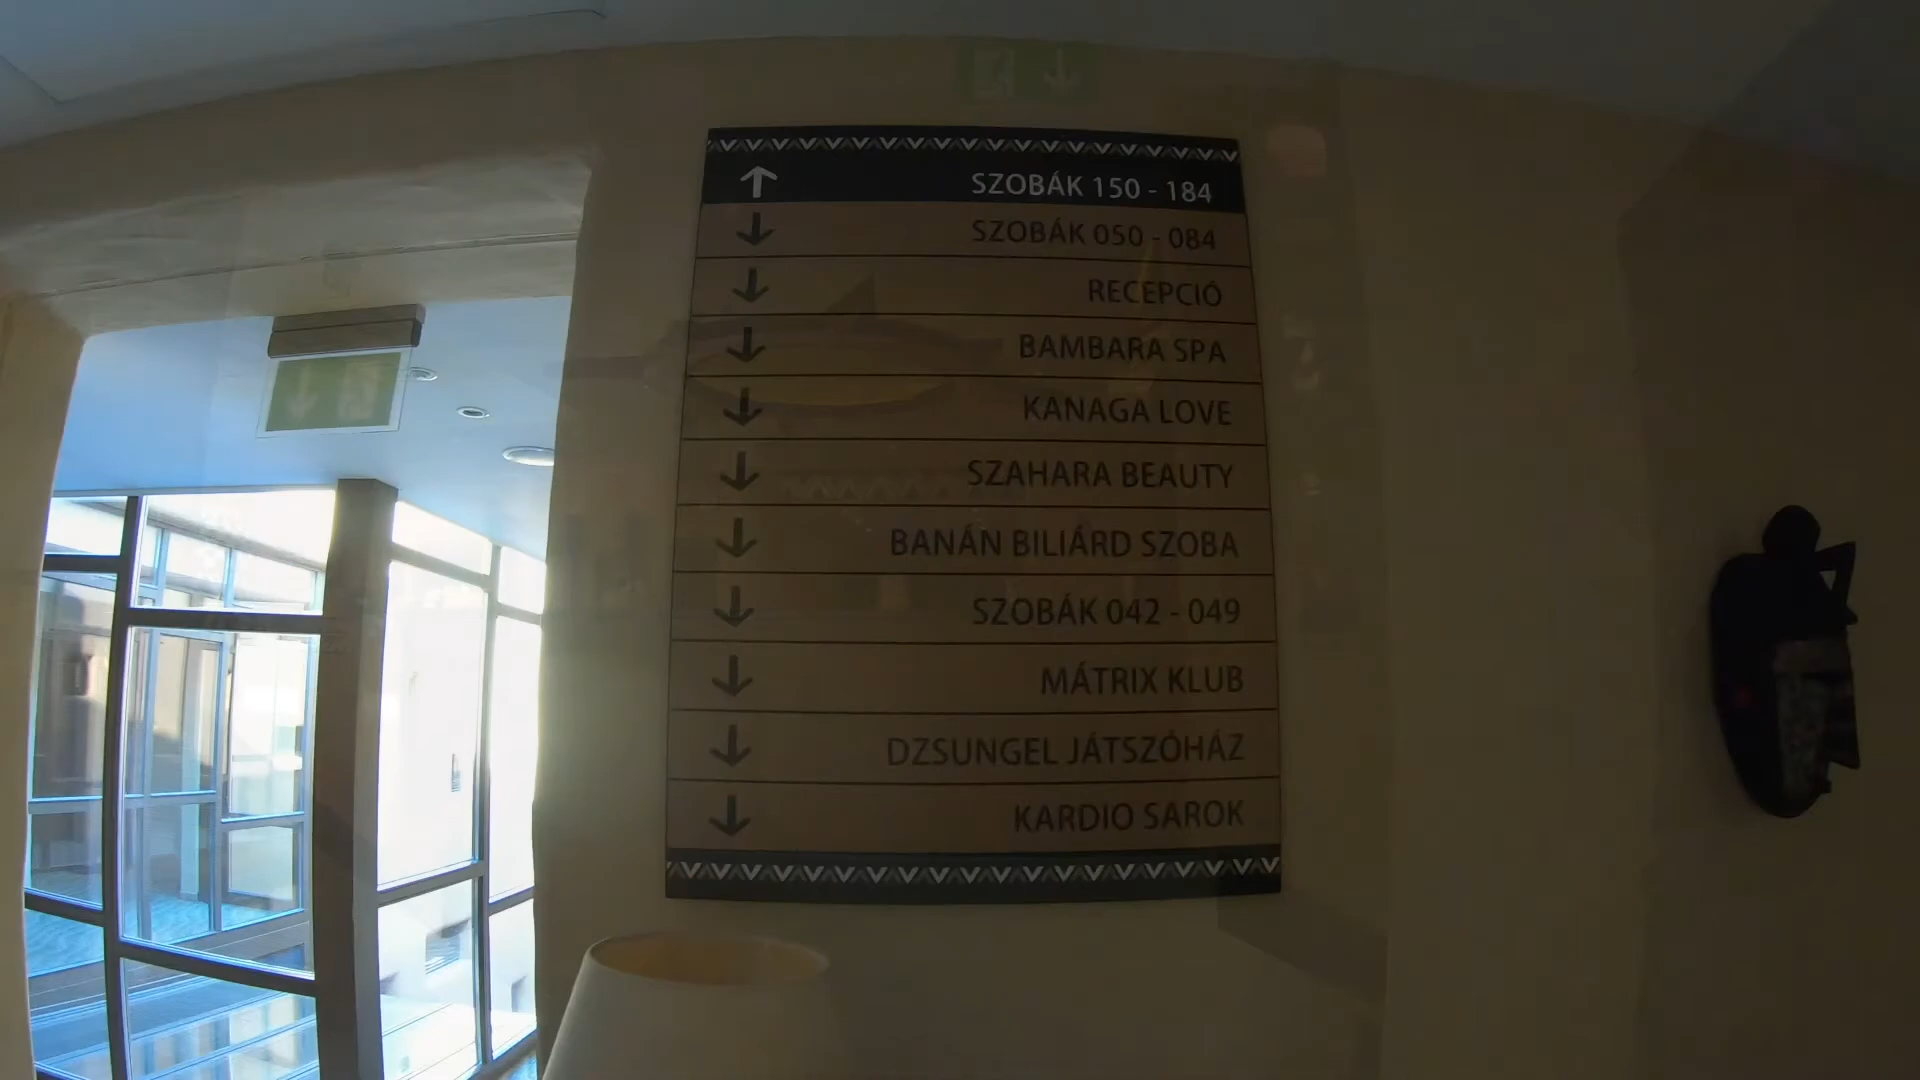 SZOBÁK 150 - 184
SZOBÁK 050 - 084
RECEPCIÓ
BAMBARA SPA
KANAGA LOVE
SZAHARA BEAUTY
BANÁN BILIÁRD SZOBA
SZOBÁK 042 - 049
MÁTRIX KLUB
DZSUNGEL JÁTSZÓHÁZ
KARDIO SAROK